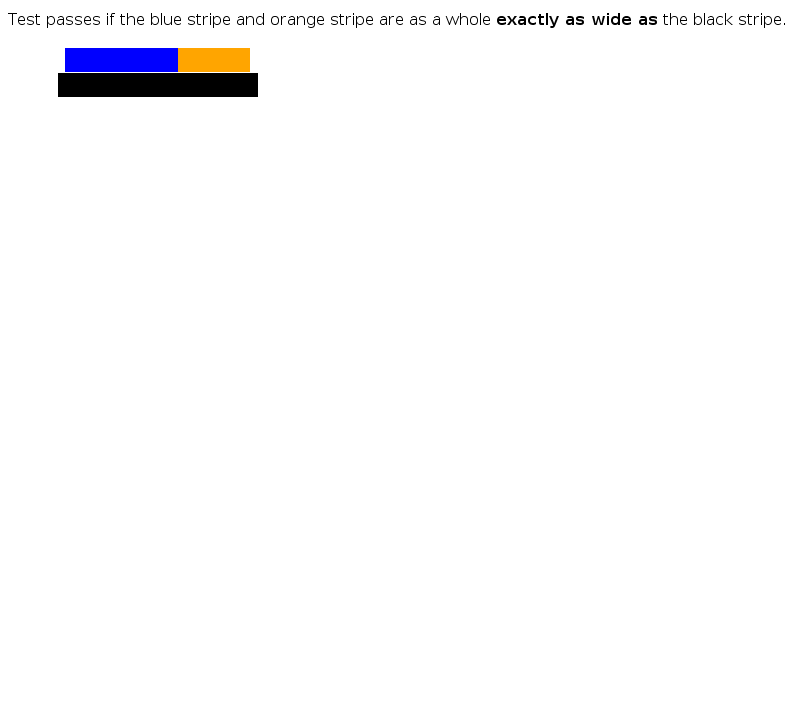 Test passes if the blue stripe and orange stripe are as a whole exactly as wide as the black stripe.